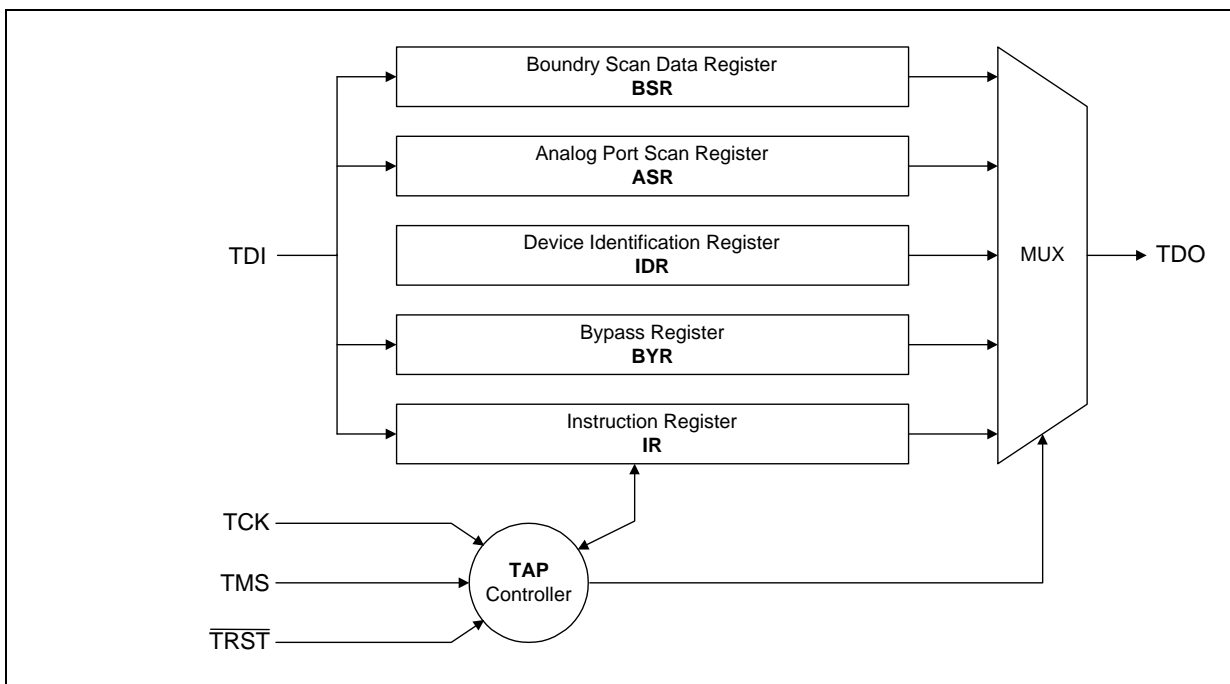 Boundry Scan Data Register
BSR
Analog Port Scan Register
ASR
Device Identification Register
IDR
Bypass Register
BYR
Instruction Register
IR
TDI
MUX
TDO
TCK
TMS
TRST
TAP
Controller